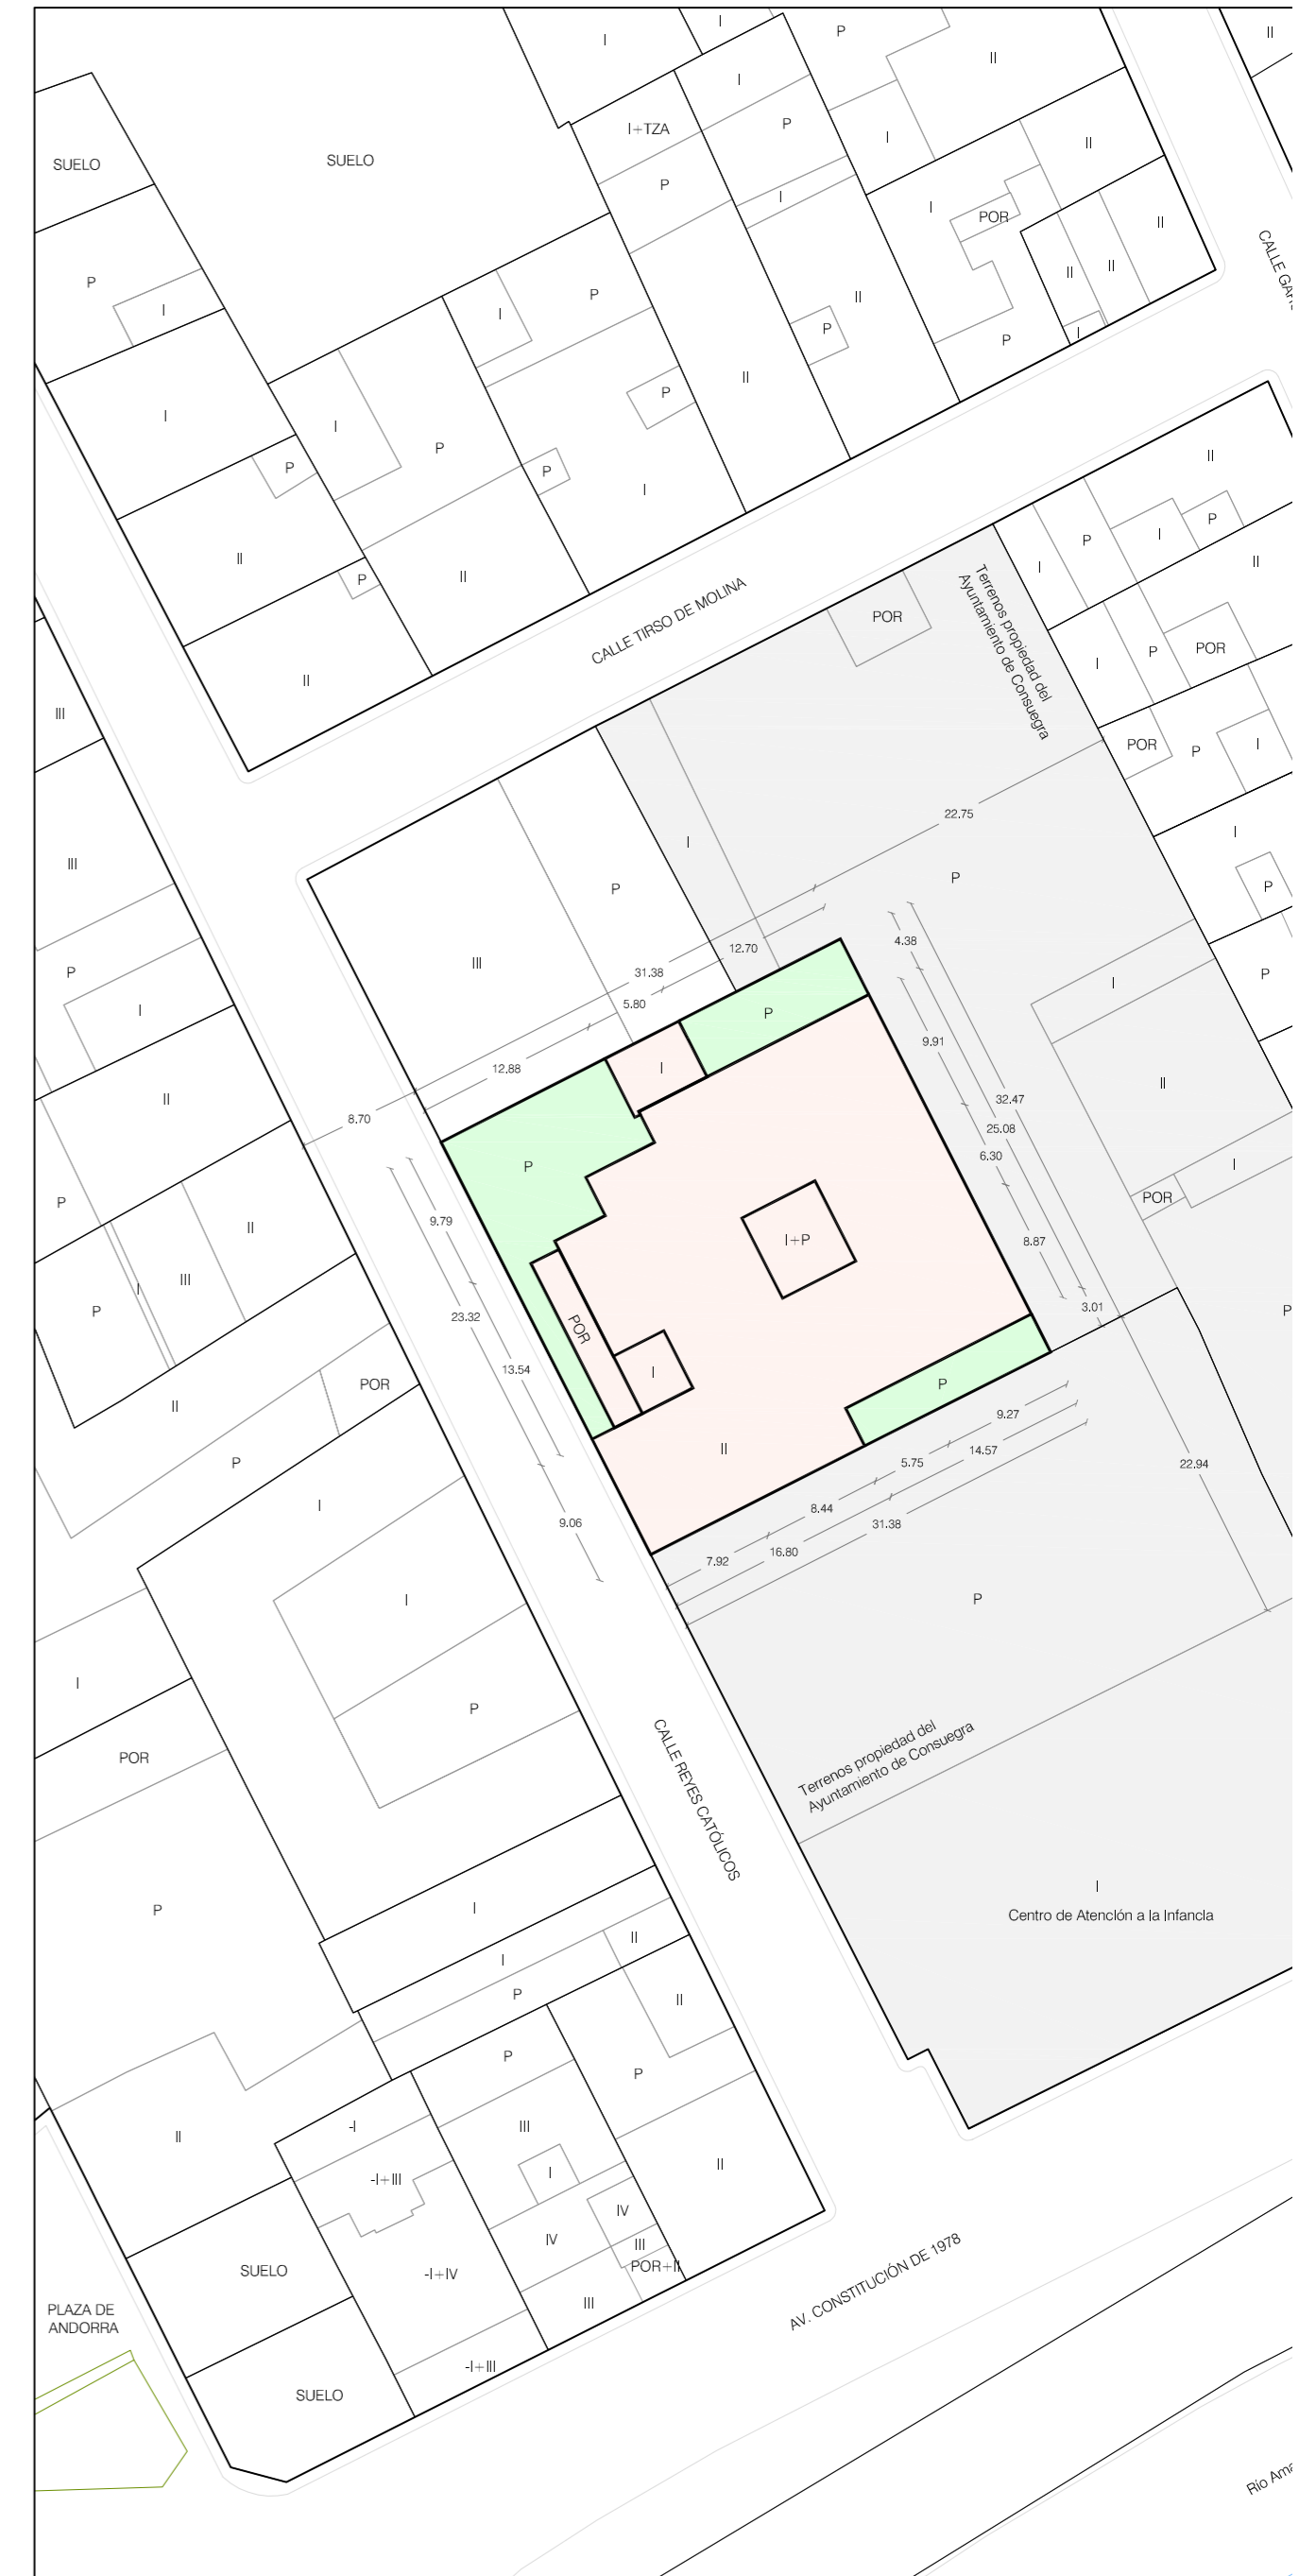 I
I
P
II
II
I
I+TZA
P
I
II
SUELO
SUELO
P
I
POR
I
II
P
II
II
P
I
I
P
I
II
P
P
I
P
I
II
I
P
P
II
P
I
P
II
P
II
I
P
I
P
II
II
CALLE TIRSO DE MOLINA
POR
Terrenos propiedad del
Ayuntamiento de Consuegra
I
P
POR
II
III
POR
P
I
22.75
I
I
III
P
P
P
III
12.70
4.38
31.38
5.80
P
P
I
P
I
9.91
12.88
I
II
II
32.47
8.70
25.08
6.30
P
I
POR
P
II
9.79
I+P
8.87
III
I
P
23.32
POR
3.01
P
13.54
I
P
POR
II
9.27
II
14.57
P
5.75
22.94
I
8.44
31.38
9.06
16.80
7.92
I
P
I
P
Terrenos propiedad del
Ayuntamiento de Consuegra
POR
CALLE REYES CATÓLICOS
I
P
I
Centro de Atención a la Infancia
II
I
P
II
P
P
-I
III
II
-I+III
I
II
IV
IV
III
POR+II
SUELO
-I+IV
III
AV. CONSTITUCIÓN DE 1978
PLAZA DE
ANDORRA
-I+III
SUELO
Río